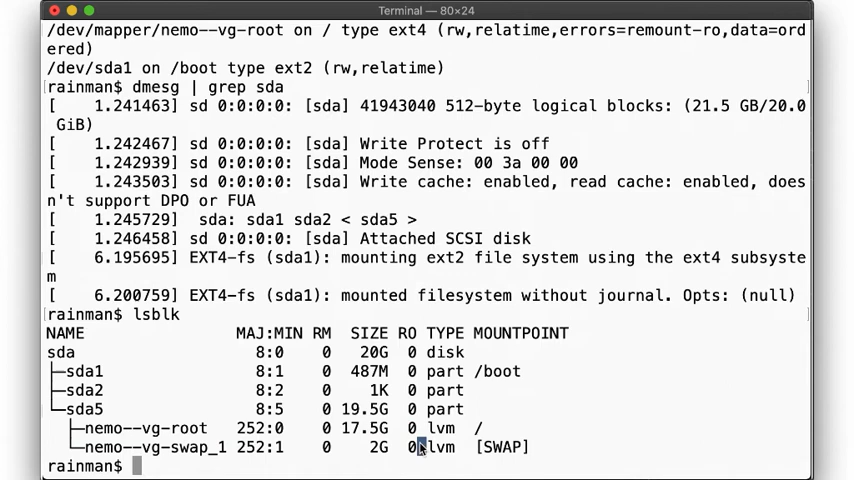 Terminal — 80×24
/dev/mapper/nemo--vg-root on / type ext4 (rw,relatime,errors=remount-ro,data=ord
ered)
/dev/sda1 on /boot type ext2 (rw,relatime)
rainman$ dmesg | grep sda
[    1.241463] sd 0:0:0:0: [sda] 41943040 512-byte logical blocks: (21.5 GB/20.0
 GiB)
[    1.242467] sd 0:0:0:0: [sda] Write Protect is off
[    1.242939] sd 0:0:0:0: [sda] Mode Sense: 00 3a 00 00
[    1.243503] sd 0:0:0:0: [sda] Write cache: enabled, read cache: enabled, does
n't support DPO or FUA
[    1.245729]  sda: sda1 sda2 < sda5 >
[    1.246458] sd 0:0:0:0: [sda] Attached SCSI disk
[    6.195695] EXT4-fs (sda1): mounting ext2 file system using the ext4 subsyste
m
[    6.200759] EXT4-fs (sda1): mounted filesystem without journal. Opts: (null)
rainman$ lsblk
NAME                MAJ:MIN RM  SIZE RO TYPE MOUNTPOINT
sda                   8:0    0   20G  0 disk
├─sda1                8:1    0  487M  0 part /boot
├─sda2                8:2    0    1K  0 part
└─sda5                8:5    0 19.5G  0 part
  ├─nemo--vg-root   252:0    0 17.5G  0 lvm  /
  └─nemo--vg-swap_1 252:1    0    2G  0 lvm  [SWAP]
rainman$